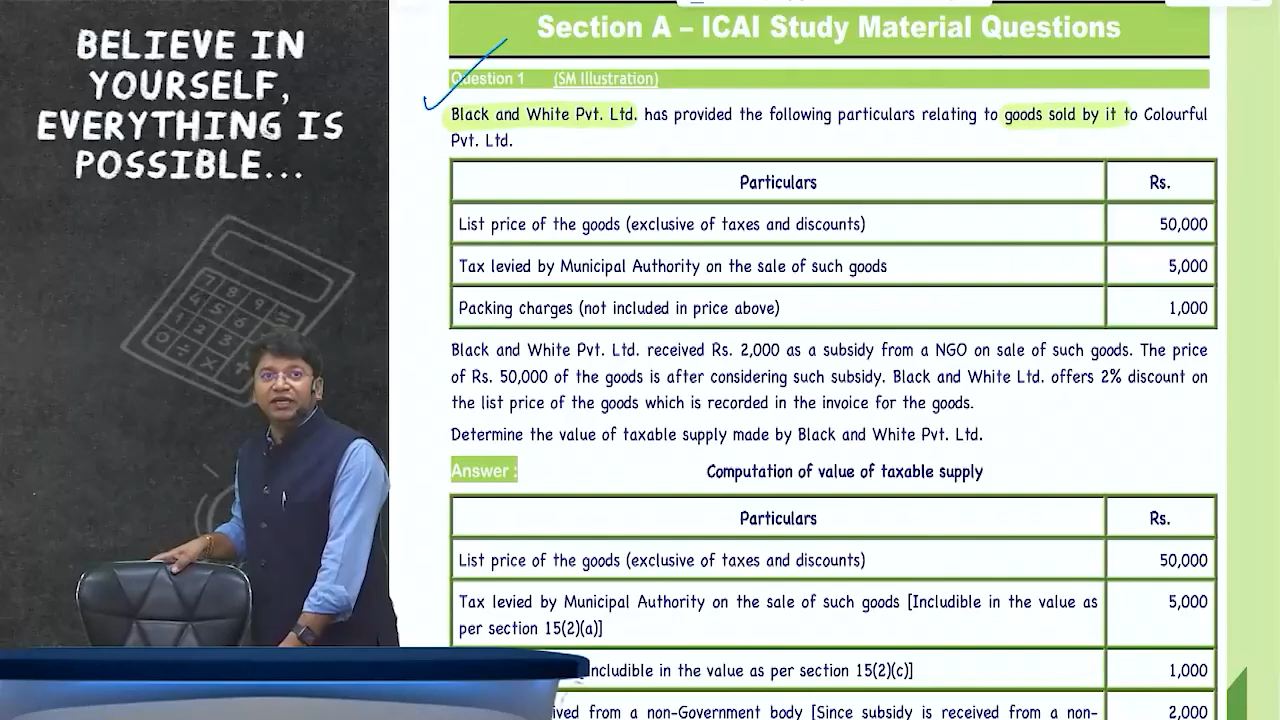 BELIEVE IN
YOURSELF,
EVERYTHING IS
POSSIBLE...
7 8 9
4 5 6
1 2 3 =
0 ÷ × +
Section A – ICAI Study Material Questions
Question 1 (SM Illustration)
Black and White Pvt. Ltd. has provided the following particulars relating to goods sold by it to Colourful
Pvt. Ltd.
Particulars Rs.
List price of the goods (exclusive of taxes and discounts) 50,000
Tax levied by Municipal Authority on the sale of such goods 5,000
Packing charges (not included in price above) 1,000
Black and White Pvt. Ltd. received Rs. 2,000 as a subsidy from a NGO on sale of such goods. The price
of Rs. 50,000 of the goods is after considering such subsidy. Black and White Ltd. offers 2% discount on
the list price of the goods which is recorded in the invoice for the goods.
Determine the value of taxable supply made by Black and White Pvt. Ltd.
Answer : Computation of value of taxable supply
Particulars Rs.
List price of the goods (exclusive of taxes and discounts) 50,000
Tax levied by Municipal Authority on the sale of such goods [Includible in the value as 5,000
per section 15(2)(a)]
[Includible in the value as per section 15(2)(c)] 1,000
from a non-Government body [Since subsidy is received from a non- 2,000